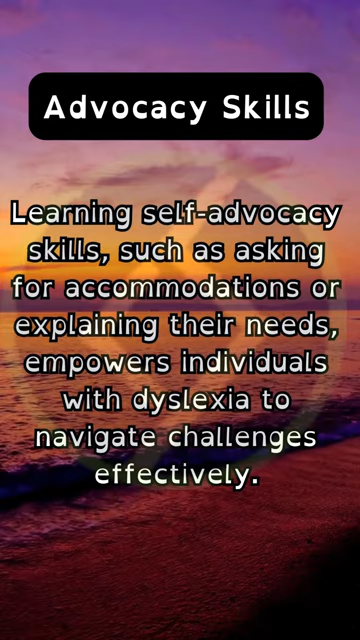 Advocacy Skills
Learning self-advocacy
skills, such as asking
for accommodations or
explaining their needs,
empowers individuals
with dyslexia to
navigate challenges
effectively.